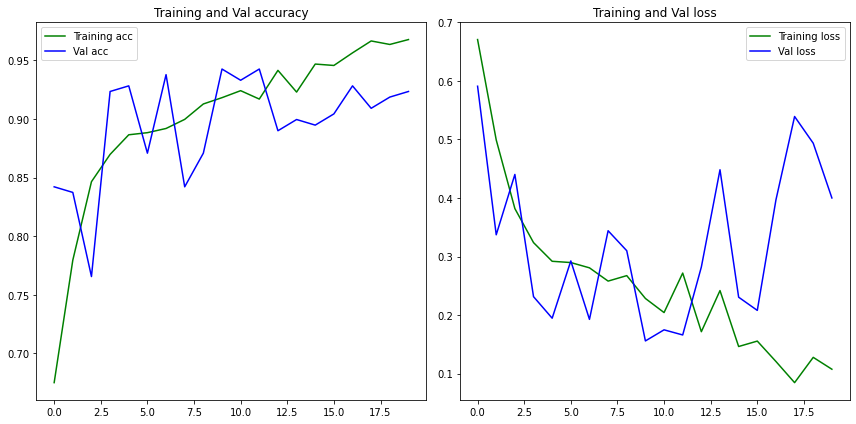 Training and Val accuracy
Training acc
Val acc
0.95
0.90
0.85
0.80
0.75
0.70
0.0 2.5 5.0 7.5 10.0 12.5 15.0 17.5
Training and Val loss
Training loss
Val loss
0.7
0.6
0.5
0.4
0.3
0.2
0.1
0.0 2.5 5.0 7.5 10.0 12.5 15.0 17.5